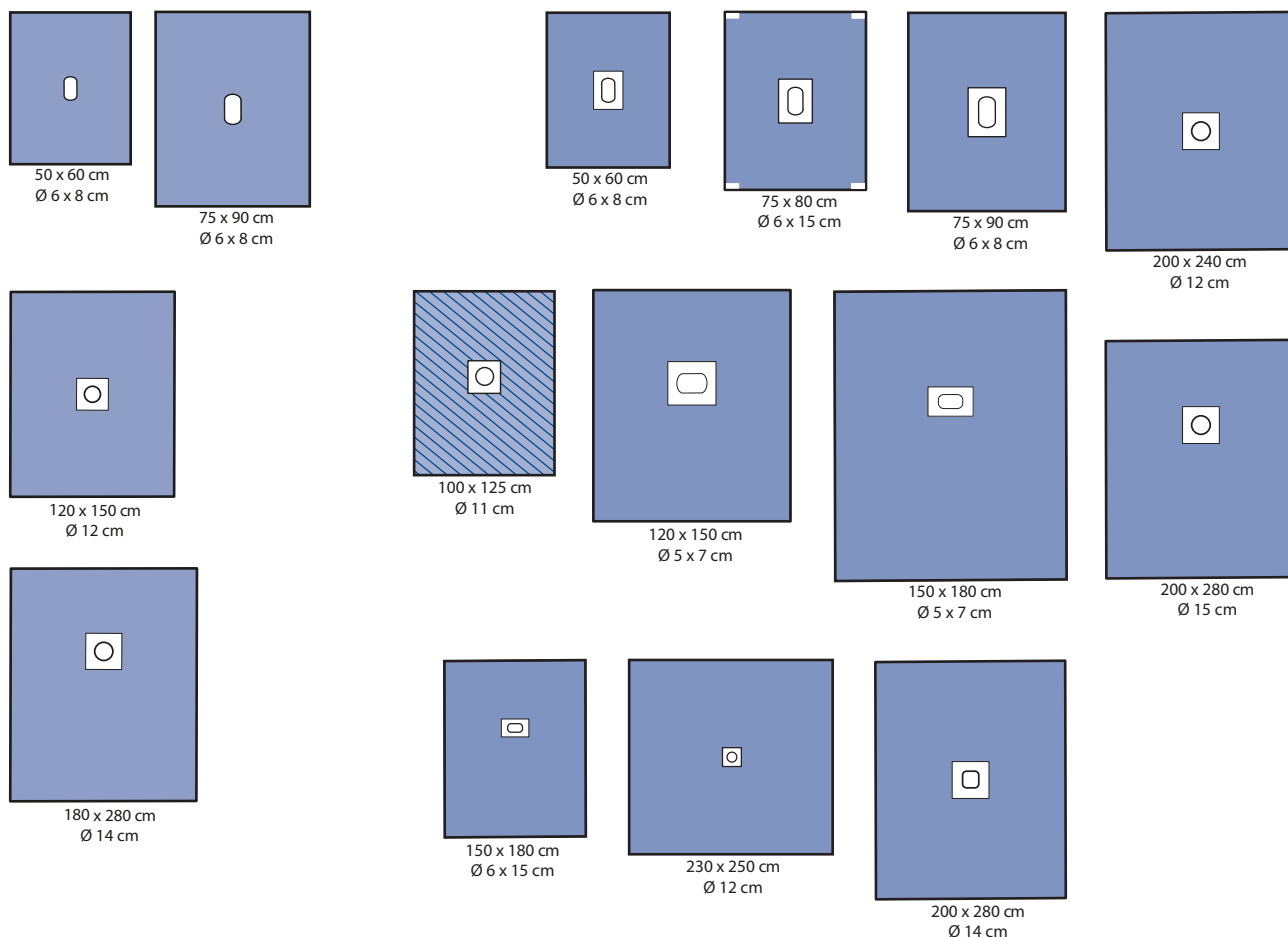 50 x 60 cm
Ø 6 x 8 cm
75 x 90 cm
Ø 6 x 8 cm
50 x 60 cm
Ø 6 x 8 cm
75 x 80 cm
Ø 6 x 15 cm
75 x 90 cm
Ø 6 x 8 cm
200 x 240 cm
Ø 12 cm
120 x 150 cm
Ø 12 cm
100 x 125 cm
Ø 11 cm
120 x 150 cm
Ø 5 x 7 cm
150 x 180 cm
Ø 5 x 7 cm
200 x 280 cm
Ø 15 cm
180 x 280 cm
Ø 14 cm
150 x 180 cm
Ø 6 x 15 cm
230 x 250 cm
Ø 12 cm
200 x 280 cm
Ø 14 cm